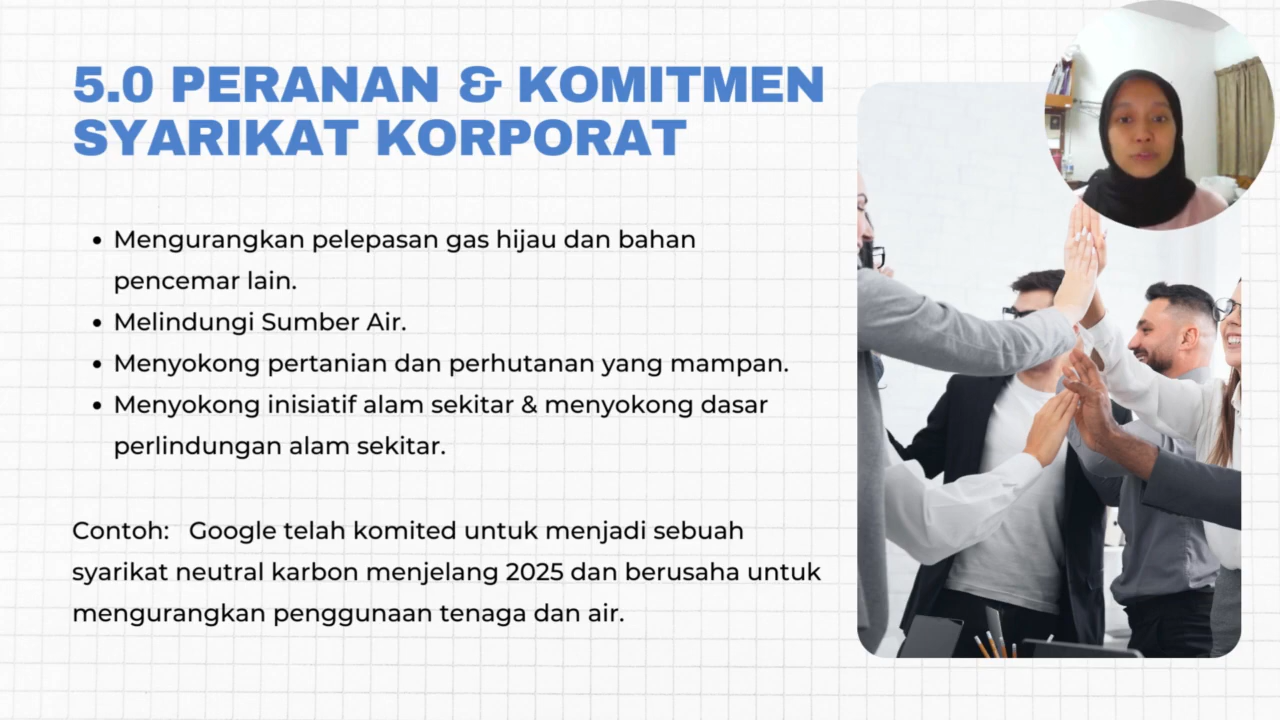 5.0 PERANAN & KOMITMEN
SYARIKAT KORPORAT
• Mengurangkan pelepasan gas hijau dan bahan
pencemar lain.
• Melindungi Sumber Air.
• Menyokong pertanian dan perhutanan yang mampan.
• Menyokong inisiatif alam sekitar & menyokong dasar
perlindungan alam sekitar.
Contoh: Google telah komited untuk menjadi sebuah
syarikat neutral karbon menjelang 2025 dan berusaha untuk
mengurangkan penggunaan tenaga dan air.